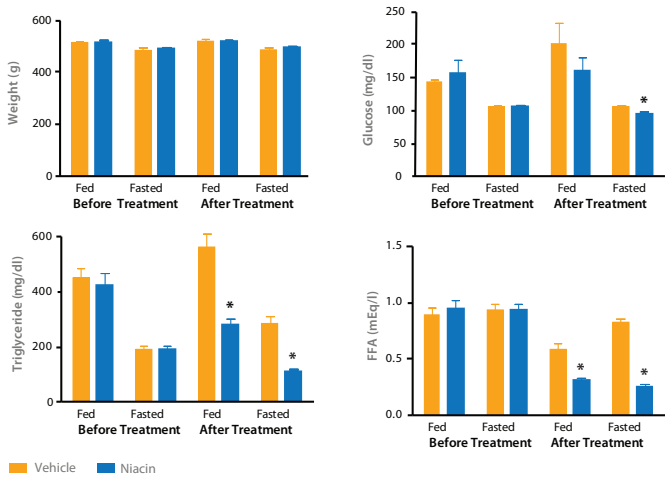 600
400
200
0
Weight (g)
Fed Fasted Fed Fasted
Before Treatment After Treatment
250
200
150
100
50
0
Glucose (mg/dl)
*
Fed Fasted Fed Fasted
Before Treatment After Treatment
600
400
200
0
Triglyceride (mg/dl)
*
*
Fed Fasted Fed Fasted
Before Treatment After Treatment
1.5
1.0
0.5
0.0
FFA (mEq/l)
*
*
Fed Fasted Fed Fasted
Before Treatment After Treatment
Vehicle Niacin